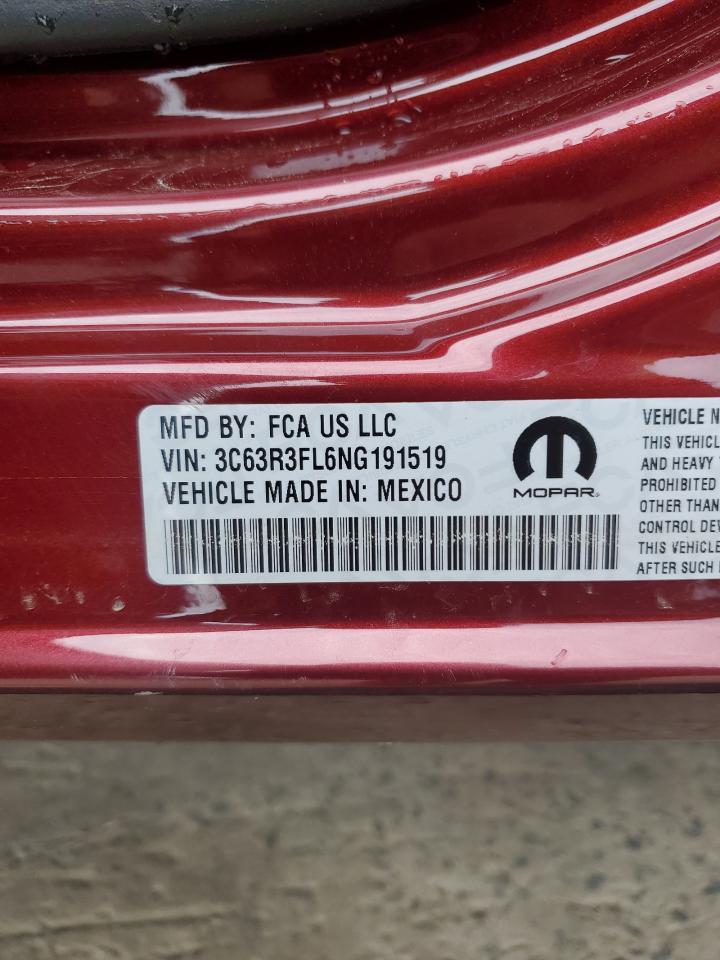 MFD BY: FCA US LLC
VIN: 3C63R3FL6NG191519
VEHICLE MADE IN: MEXICO
MOPAR®
VEHICLE N
THIS VEHICL
AND HEAVY
PROHIBITED
OTHER THAN
CONTROL DEV
THIS VEHICLE
AFTER SUCH